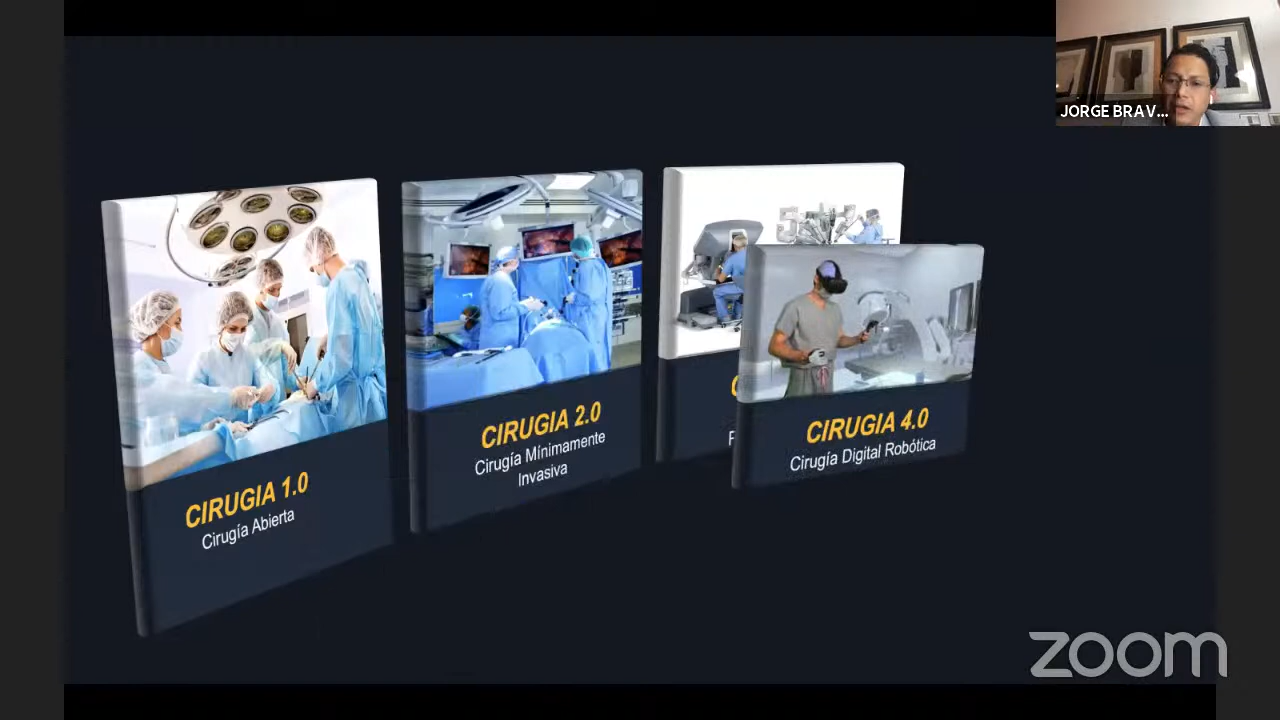 JORGE BRAV...
CIRUGIA 1.0
Cirugía Abierta
CIRUGIA 2.0
Cirugía Mínimamente
Invasiva
CIRUGIA 4.0
Cirugía Digital Robótica
zoom